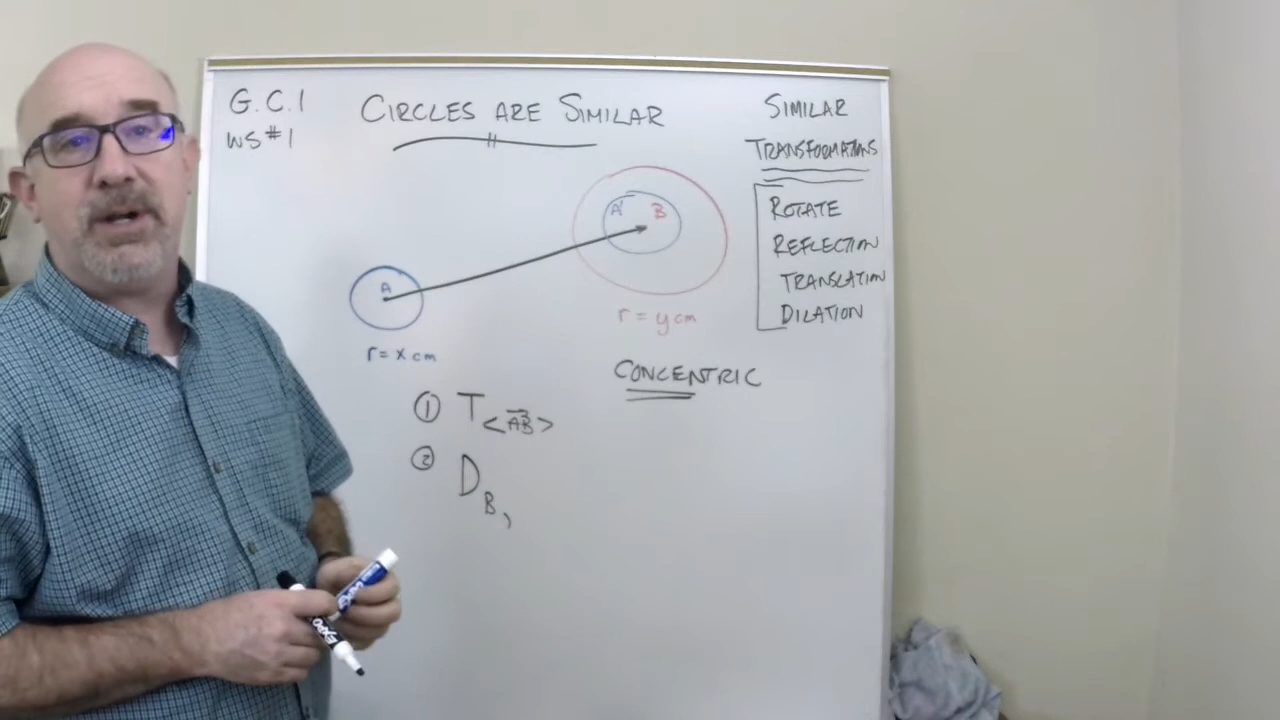 G.C.1
WS #1
CIRCLES ARE SIMILAR
SIMILAR
TRANSFORMATIONS
ROTATE
REFLECTION
TRANSLATION
DILATION
A' B
A
r = y cm
r = x cm
CONCENTRIC
① T<AB>
② D B,
EXPO